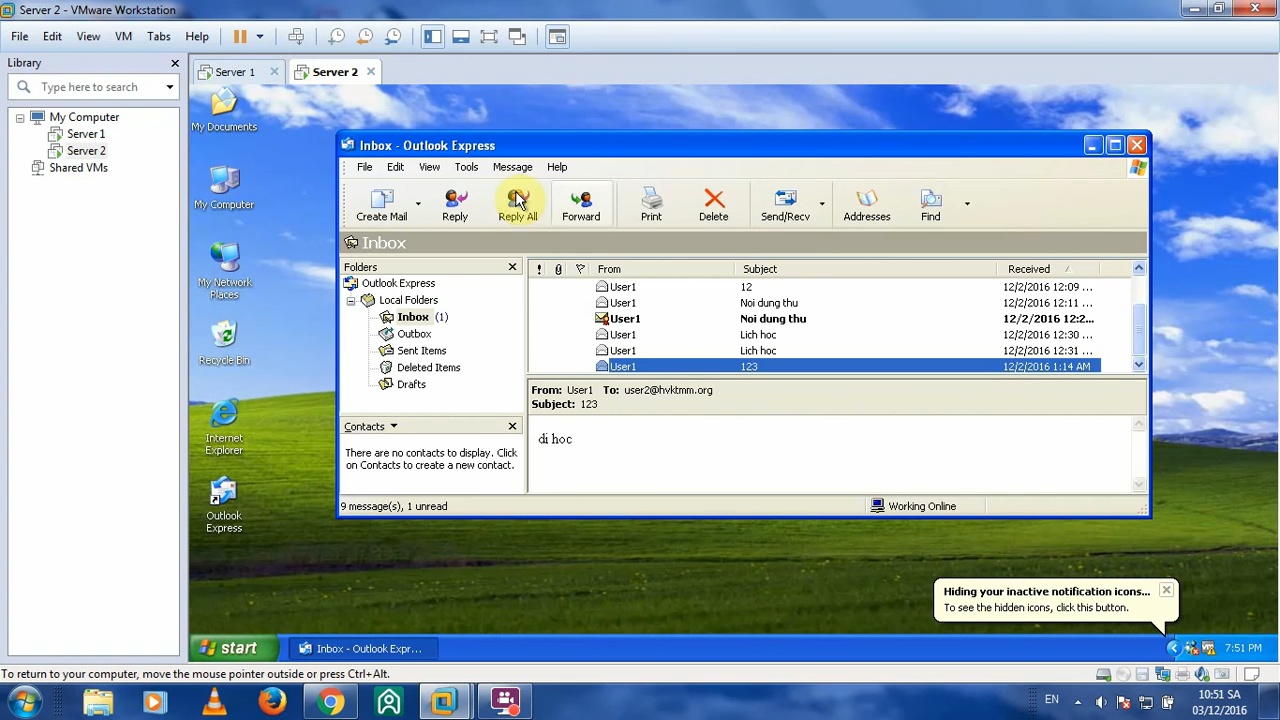 Server 2 - VMware Workstation
File Edit View VM Tabs Help
Library
Type here to search
My Computer
Server 1
Server 2
Shared VMs
Server 1
Server 2
My Documents
My Computer
My Network
Places
Recycle Bin
Internet
Explorer
Outlook
Express
Inbox - Outlook Express
File Edit View Tools Message Help
Create Mail Reply Reply All Forward Print Delete Send/Recv Addresses Find
Inbox
Folders
Outlook Express
Local Folders
Inbox (1)
Outbox
Sent Items
Deleted Items
Drafts
Contacts
There are no contacts to display. Click
on Contacts to create a new contact.
! From Subject Received
User1 12 12/2/2016 12:09 ...
User1 Noi dung thu 12/2/2016 12:11 ...
User1 Noi dung thu 12/2/2016 12:2...
User1 Lich hoc 12/2/2016 12:30 ...
User1 Lich hoc 12/2/2016 12:31 ...
User1 123 12/2/2016 1:14 AM
From: User1 To: user2@hvktmm.org
Subject: 123
di hoc
9 message(s), 1 unread
Working Online
Hiding your inactive notification icons...
To see the hidden icons, click this button.
start
Inbox - Outlook Expr...
7:51 PM
To return to your computer, move the mouse pointer outside or press Ctrl+Alt.
EN
10:51 SA
03/12/2016